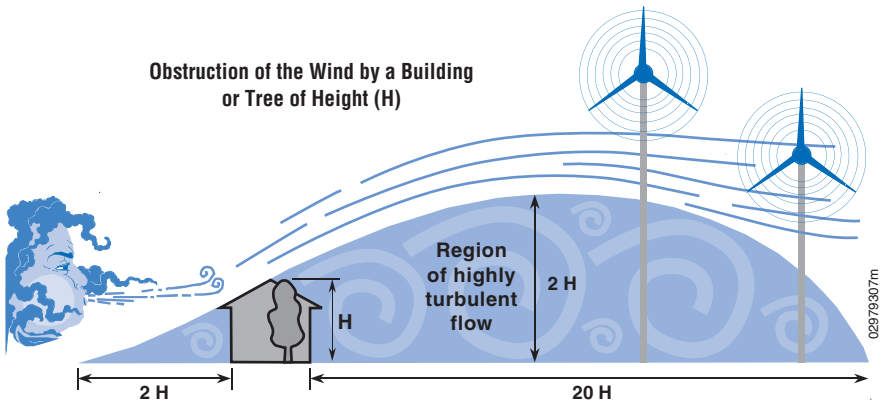 Obstruction of the Wind by a Building
or Tree of Height (H)
Region
of highly
turbulent
flow
2 H
H
2 H
20 H
02979307m